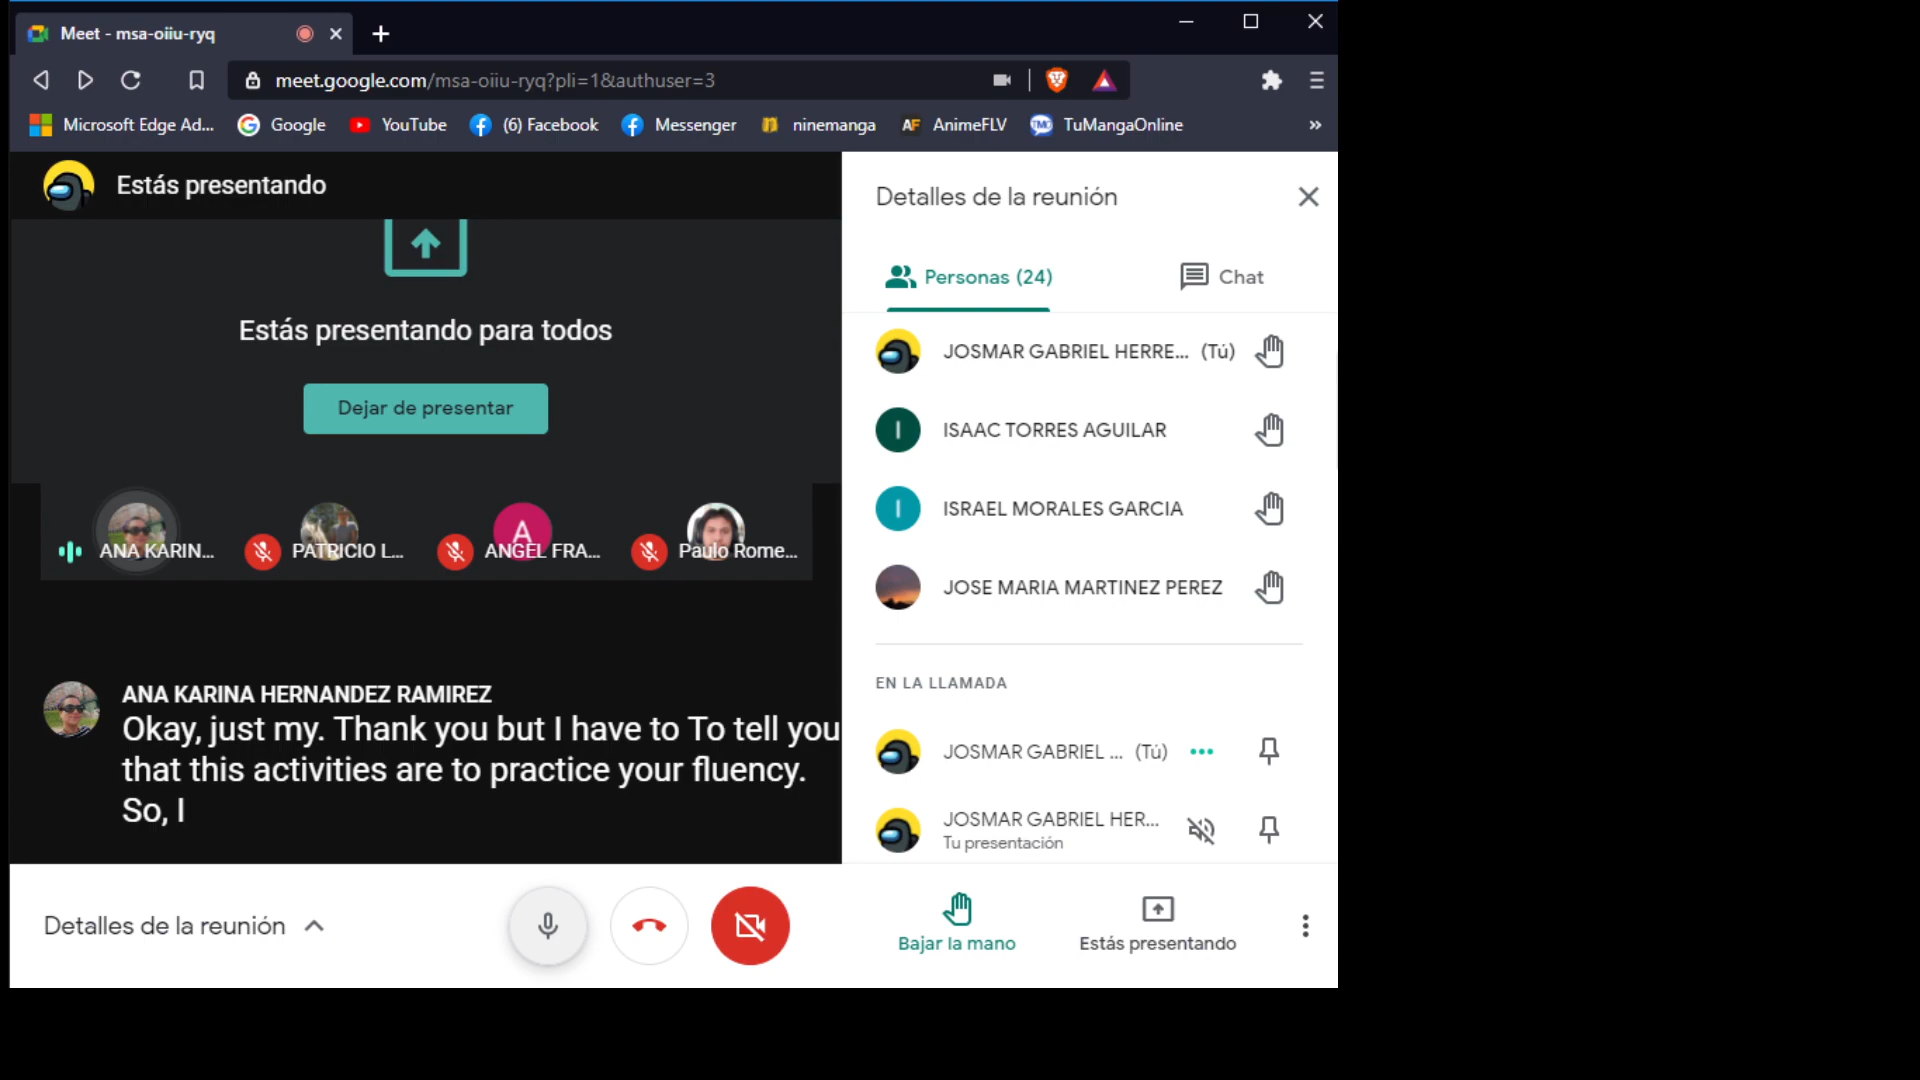 Meet - msa-oiiu-ryq
meet.google.com/msa-oiiu-ryq?pli=1&authuser=3
Microsoft Edge Ad...
Google
YouTube
(6) Facebook
Messenger
ninemanga
AF AnimeFLV
TMO TuMangaOnline
»
Estás presentando
Estás presentando para todos
Dejar de presentar
ANA KARIN...
PATRICIO L...
A
ANGEL FRA...
Paulo Rome...
ANA KARINA HERNANDEZ RAMIREZ
Okay, just my. Thank you but I have to To tell you
that this activities are to practice your fluency.
So, I
Detalles de la reunión
Personas (24)
Chat
JOSMAR GABRIEL HERRE... (Tú)
I ISAAC TORRES AGUILAR
I ISRAEL MORALES GARCIA
JOSE MARIA MARTINEZ PEREZ
EN LA LLAMADA
JOSMAR GABRIEL ... (Tú)
JOSMAR GABRIEL HER...
Tu presentación
Detalles de la reunión
Bajar la mano
Estás presentando